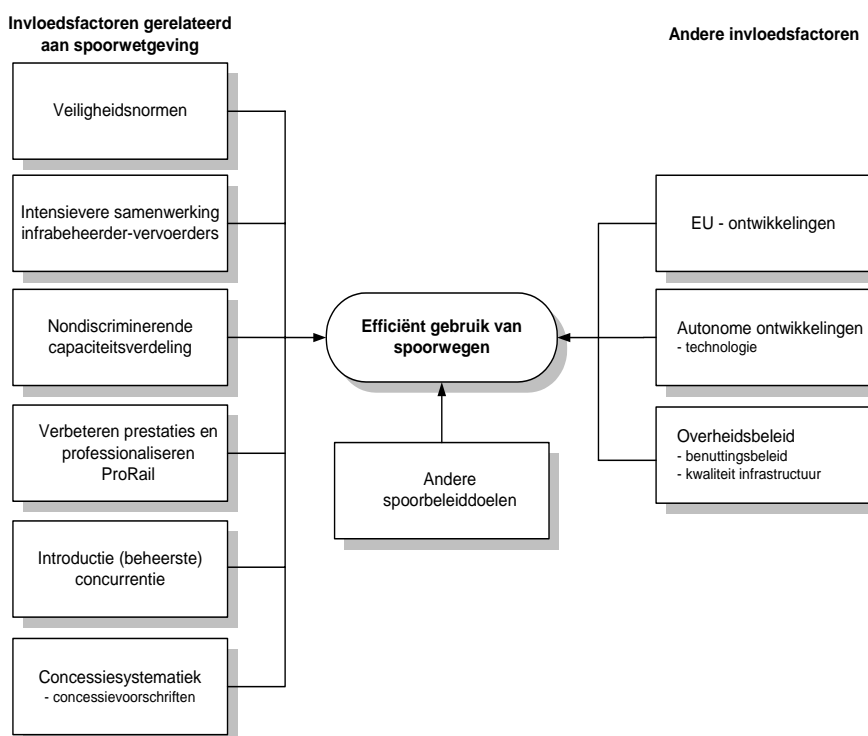 Invloedsfactoren gerelateerd
aan spoorwetgeving
Veiligheidsnormen
Intensievere samenwerking
infrabeheerder-vervoerders
Nondiscriminerende
capaciteitsverdeling
Verbeteren prestaties en
professionaliseren
ProRail
Introductie (beheerste)
concurrentie
Concessiesystematiek
- concessievoorschriften
Efficiënt gebruik van
spoorwegen
Andere
spoorbeleiddoelen
Andere invloedsfactoren
EU - ontwikkelingen
Autonome ontwikkelingen
- technologie
Overheidsbeleid
- benuttingsbeleid
- kwaliteit infrastructuur